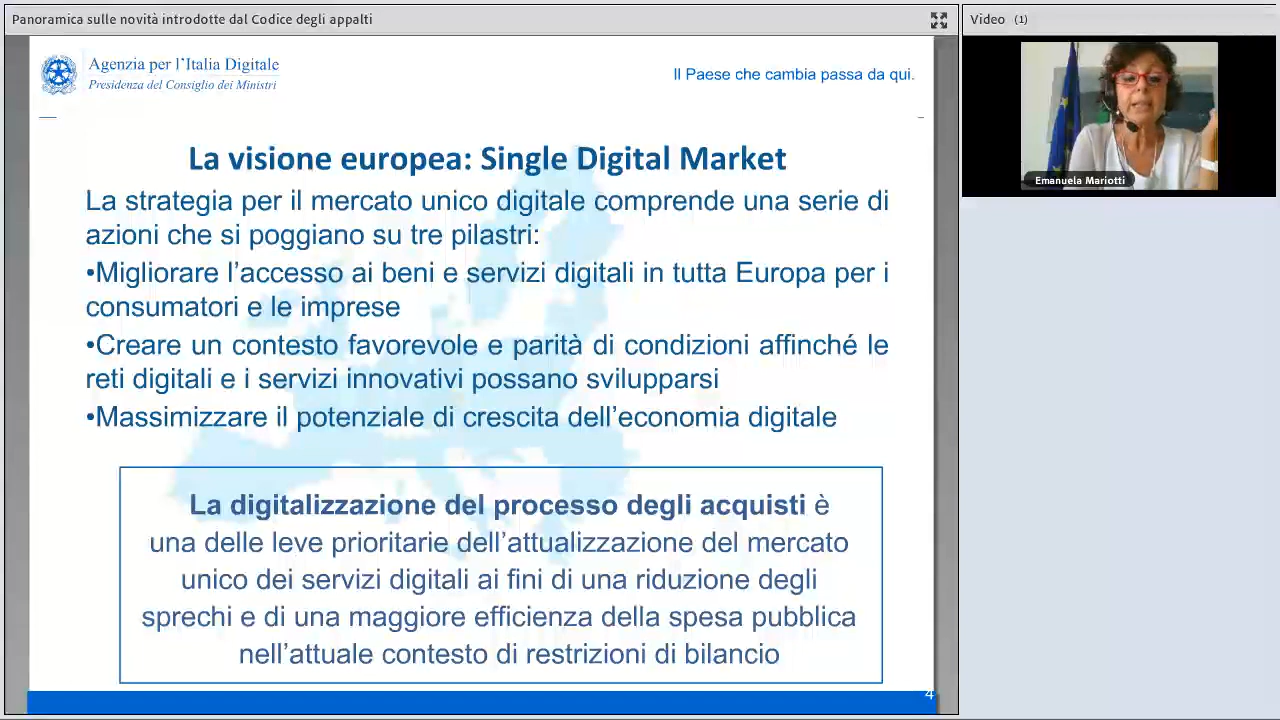 Panoramica sulle novità introdotte dal Codice degli appalti
Video (1)
Agenzia per l'Italia Digitale
Presidenza del Consiglio dei Ministri
Il Paese che cambia passa da qui.
Emanuela Mariotti
La visione europea: Single Digital Market
La strategia per il mercato unico digitale comprende una serie di
azioni che si poggiano su tre pilastri:
•Migliorare l'accesso ai beni e servizi digitali in tutta Europa per i
consumatori e le imprese
•Creare un contesto favorevole e parità di condizioni affinché le
reti digitali e i servizi innovativi possano svilupparsi
•Massimizzare il potenziale di crescita dell'economia digitale
La digitalizzazione del processo degli acquisti è
una delle leve prioritarie dell'attualizzazione del mercato
unico dei servizi digitali ai fini di una riduzione degli
sprechi e di una maggiore efficienza della spesa pubblica
nell'attuale contesto di restrizioni di bilancio
4